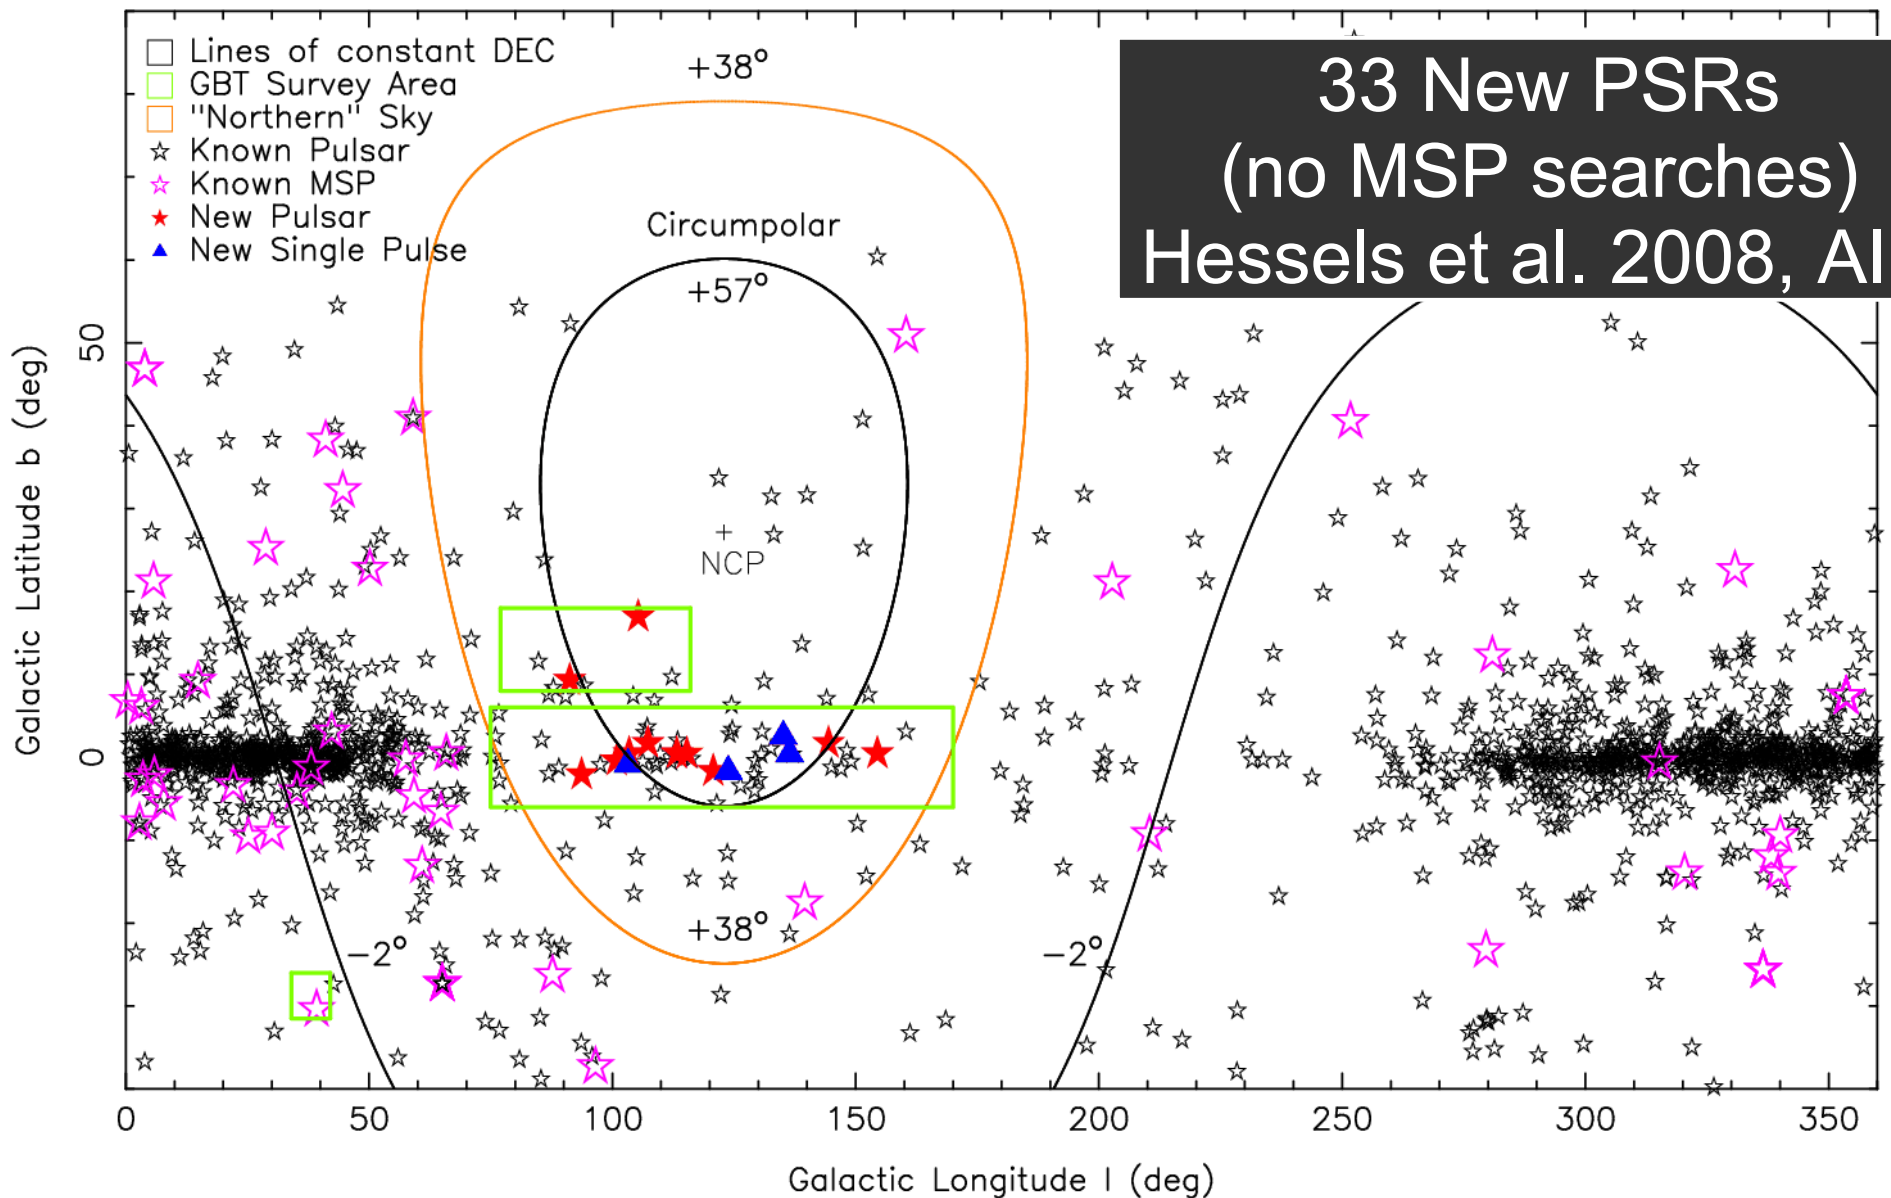 Lines of constant DEC
GBT Survey Area
"Northern" Sky
Known Pulsar
Known MSP
New Pulsar
New Single Pulse
+38°
Circumpolar
+57°
NCP
+38°
−2°
−2°
33 New PSRs
(no MSP searches)
Hessels et al. 2008, AI
50
0
Galactic Latitude b (deg)
0 50 100 150 200 250 300 350
Galactic Longitude l (deg)